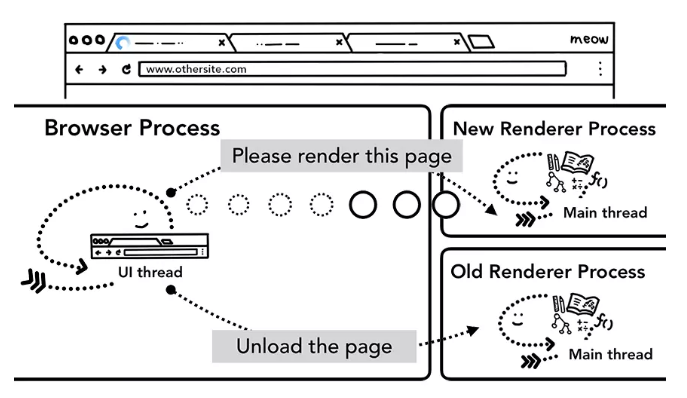 meow
www.othersite.com
Browser Process
New Renderer Process
Please render this page
f()
Main thread
UI thread
Old Renderer Process
f()
Unload the page
Main thread